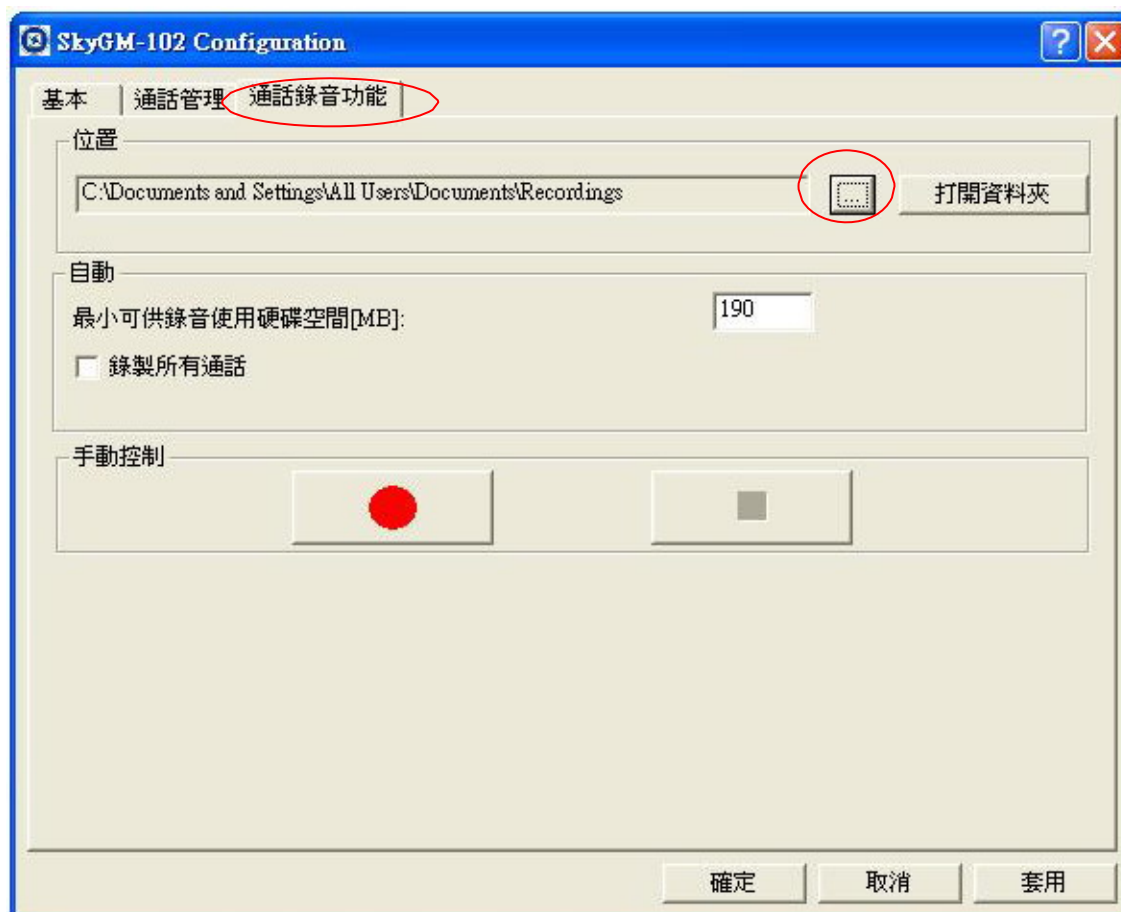 SkyGM-102 Configuration
基本 通話管理 通話錄音功能
位置
C:\Documents and Settings\All Users\Documents\Recordings ... 打開資料夾
自動
最小可供錄音使用硬碟空間[MB]: 190
錄製所有通話
手動控制
確定 取消 套用